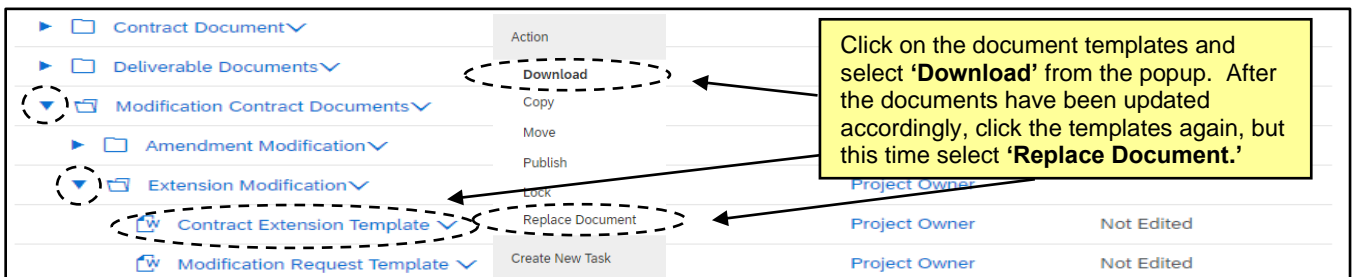 Contract Document
Deliverable Documents
Modification Contract Documents
Amendment Modification
Extension Modification
Project Owner
Contract Extension Template
Project Owner
Not Edited
Modification Request Template
Project Owner
Not Edited
Action
Download
Copy
Move
Publish
Lock
Replace Document
Create New Task
Click on the document templates and
select ‘Download’ from the popup. After
the documents have been updated
accordingly, click the templates again, but
this time select ‘Replace Document.’